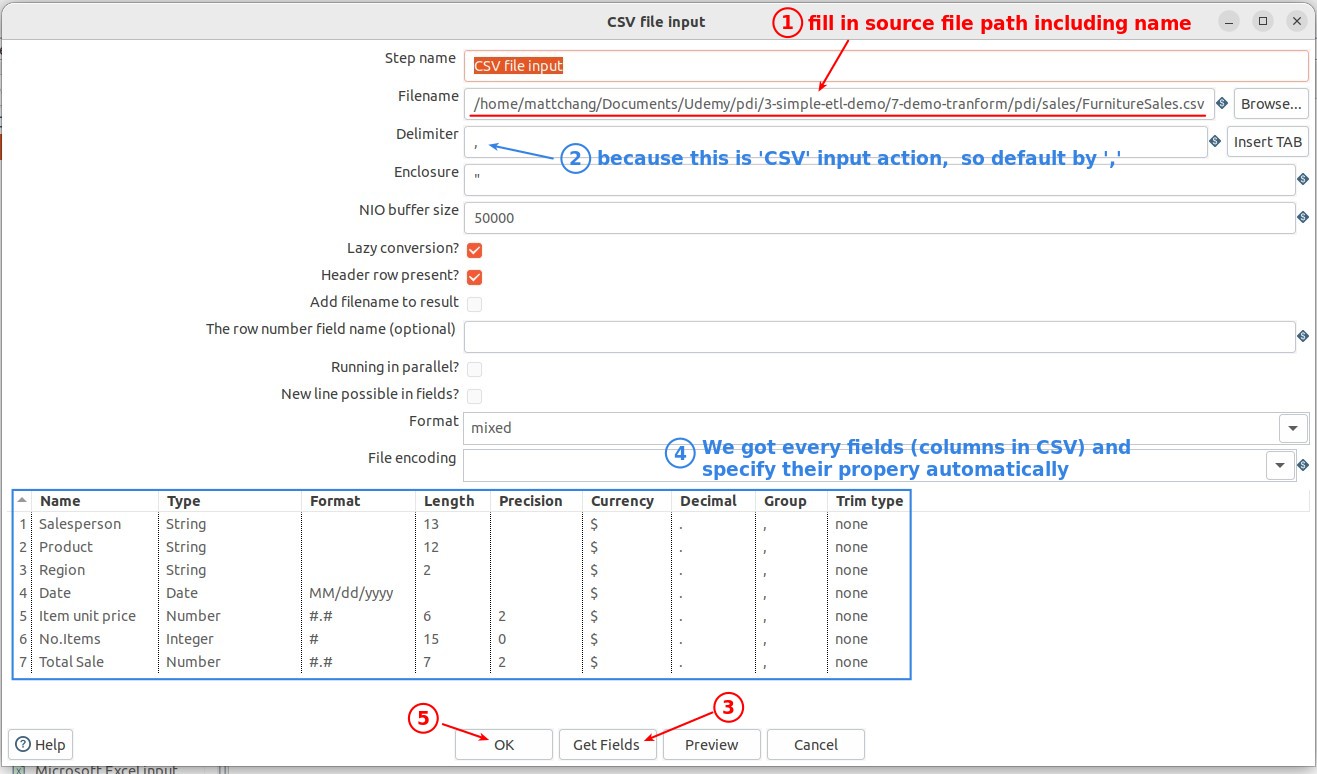 CSV file input
① fill in source file path including name
Step name CSV file input
Filename /home/mattchang/Documents/Udemy/pdi/3-simple-etl-demo/7-demo-tranform/pdi/sales/FurnitureSales.csv Browse...
Delimiter , Insert TAB
② because this is 'CSV' input action, so default by ','
Enclosure "
NIO buffer size 50000
Lazy conversion?
Header row present?
Add filename to result
The row number field name (optional)
Running in parallel?
New line possible in fields?
Format mixed
④ We got every fields (columns in CSV) and
specify their propery automatically
File encoding
Name Type Format Length Precision Currency Decimal Group Trim type
1 Salesperson String 13 $ . , none
2 Product String 12 $ . , none
3 Region String 2 $ . , none
4 Date Date MM/dd/yyyy $ . , none
5 Item unit price Number #.# 6 2 $ . , none
6 No.Items Integer # 15 0 $ . , none
7 Total Sale Number #.# 7 2 $ . , none
⑤ ③
? Help OK Get Fields Preview Cancel
Microsoft Excel input